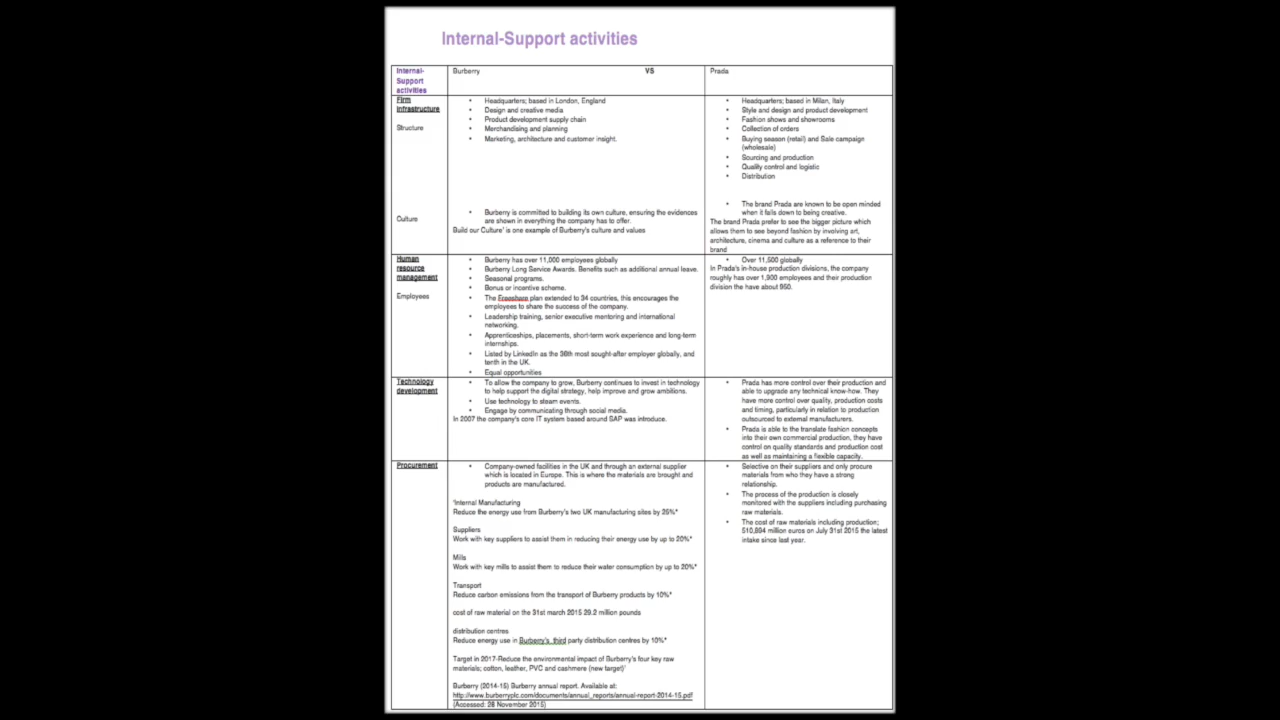 Internal-Support activities
Internal-
Support
activities
Burberry
VS
Prada
Firm
infrastructure
Structure
• Headquarters; based in London, England
• Design and creative media
• Product development supply chain
• Merchandising and planning
• Marketing, architecture and customer insight.
• Headquarters; based in Milan, Italy
• Style and design and product development
• Fashion shows and showrooms
• Collection of orders
• Buying season (retail) and Sale campaign
(wholesale)
• Sourcing and production
• Quality control and logistic
• Distribution
Culture
• Burberry is committed to building its own culture, ensuring the evidences
are shown in everything the company has to offer.
Build our Culture' is one example of Burberry's culture and values
• The brand Prada are known to be open minded
when it falls down to being creative.
The brand Prada prefer to see the bigger picture which
allows them to see beyond fashion by involving art,
architecture, cinema and culture as a reference to their
brand
Human
resource
management
Employees
• Burberry has over 11,000 employees globally
• Burberry Long Service Awards. Benefits such as additional annual leave.
• Seasonal programs.
• Bonus or incentive scheme.
• The Freeshare plan extended to 34 countries, this encourages the
employees to share the success of the company.
• Leadership training, senior executive mentoring and international
networking.
• Apprenticeships, placements, short-term work experience and long-term
internships.
• Listed by LinkedIn as the 36th most sought-after employer globally, and
tenth in the UK.
• Equal opportunities
• Over 11,500 globally
In Prada's in-house production divisions, the company
roughly has over 1,900 employees and their production
division the have about 950.
Technology
development
• To allow the company to grow, Burberry continues to invest in technology
to help support the digital strategy, help improve and grow ambitions.
• Use technology to steam events.
• Engage by communicating through social media.
In 2007 the company's core IT system based around SAP was introduce.
• Prada has more control over their production and
able to upgrade any technical know-how. They
have more control over quality, production costs
and timing, particularly in relation to production
outsourced to external manufacturers.
• Prada is able to the translate fashion concepts
into their own commercial production, they have
control on quality standards and production cost
as well as maintaining a flexible capacity.
Procurement
• Company-owned facilities in the UK and through an external supplier
which is located in Europe. This is where the materials are brought and
products are manufactured.
'Internal Manufacturing
Reduce the energy use from Burberry's two UK manufacturing sites by 25%*
Suppliers
Work with key suppliers to assist them in reducing their energy use by up to 20%*
Mills
Work with key mills to assist them to reduce their water consumption by up to 20%*
Transport
Reduce carbon emissions from the transport of Burberry products by 10%*
cost of raw material on the 31st march 2015 29.2 million pounds
distribution centres
Reduce energy use in Burberry's third party distribution centres by 10%*
Target in 2017-Reduce the environmental impact of Burberry's four key raw
materials; cotton, leather, PVC and cashmere (new target)'
Burberry (2014-15) Burberry annual report. Available at:
http://www.burberryplc.com/documents/annual_reports/annual-report-2014-15.pdf
(Accessed: 28 November 2015)
• Selective on their suppliers and only procure
materials from who they have a strong
relationship.
• The process of the production is closely
monitored with the suppliers including purchasing
raw materials.
• The cost of raw materials including production;
510,894 million euros on July 31st 2015 the latest
intake since last year.